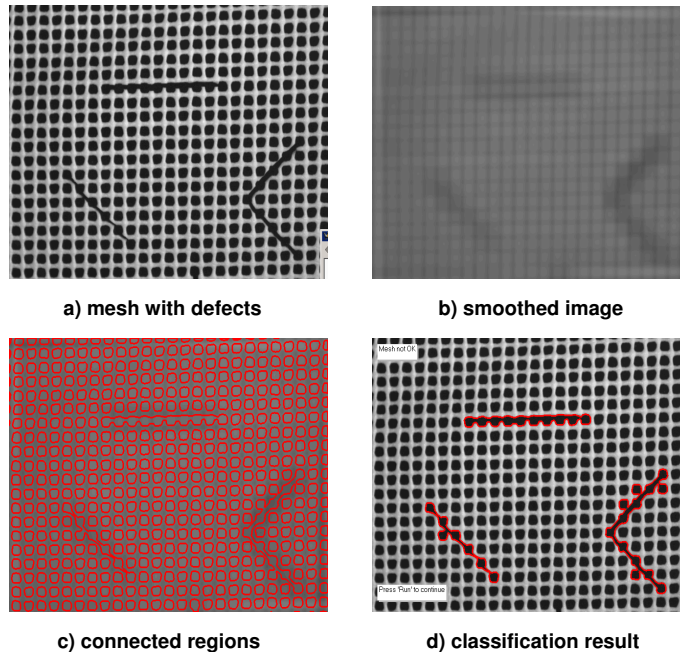 a) mesh with defects
b) smoothed image
Mesh not OK
Press 'Run' to continue
c) connected regions
d) classification result